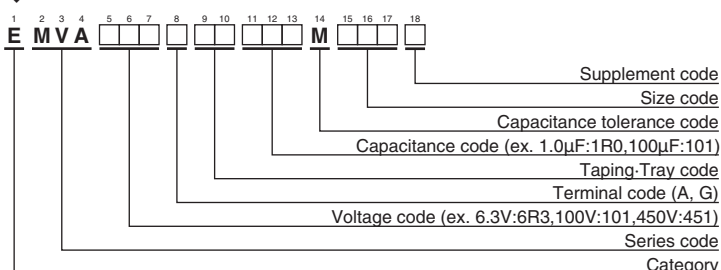 1 2 3 4 5 6 7 8 9 10 11 12 13 14 15 16 17 18
E M V A □□□ □ □□ □□□ M □□□ □
Supplement code
Size code
Capacitance tolerance code
Capacitance code (ex. 1.0μF:1R0,100μF:101)
Taping·Tray code
Terminal code (A, G)
Voltage code (ex. 6.3V:6R3,100V:101,450V:451)
Series code
Category